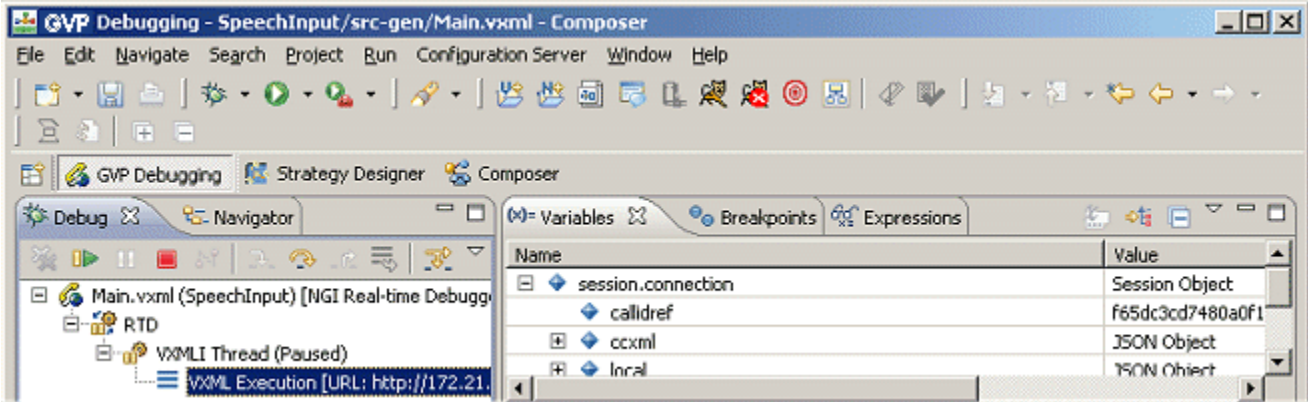 GVP Debugging - SpeechInput/src-gen/Main.vxml - Composer
File Edit Navigate Search Project Run Configuration Server Window Help
GVP Debugging Strategy Designer Composer
Debug Navigator (x)= Variables Breakpoints Expressions
Name Value
Main.vxml (SpeechInput) [NGI Real-time Debugge session.connection Session Object
RTD callidref f65dc3cd7480a0f1
VXMLI Thread (Paused) ccxml JSON Object
VXML Execution [URL: http://172.21. local JSON Object